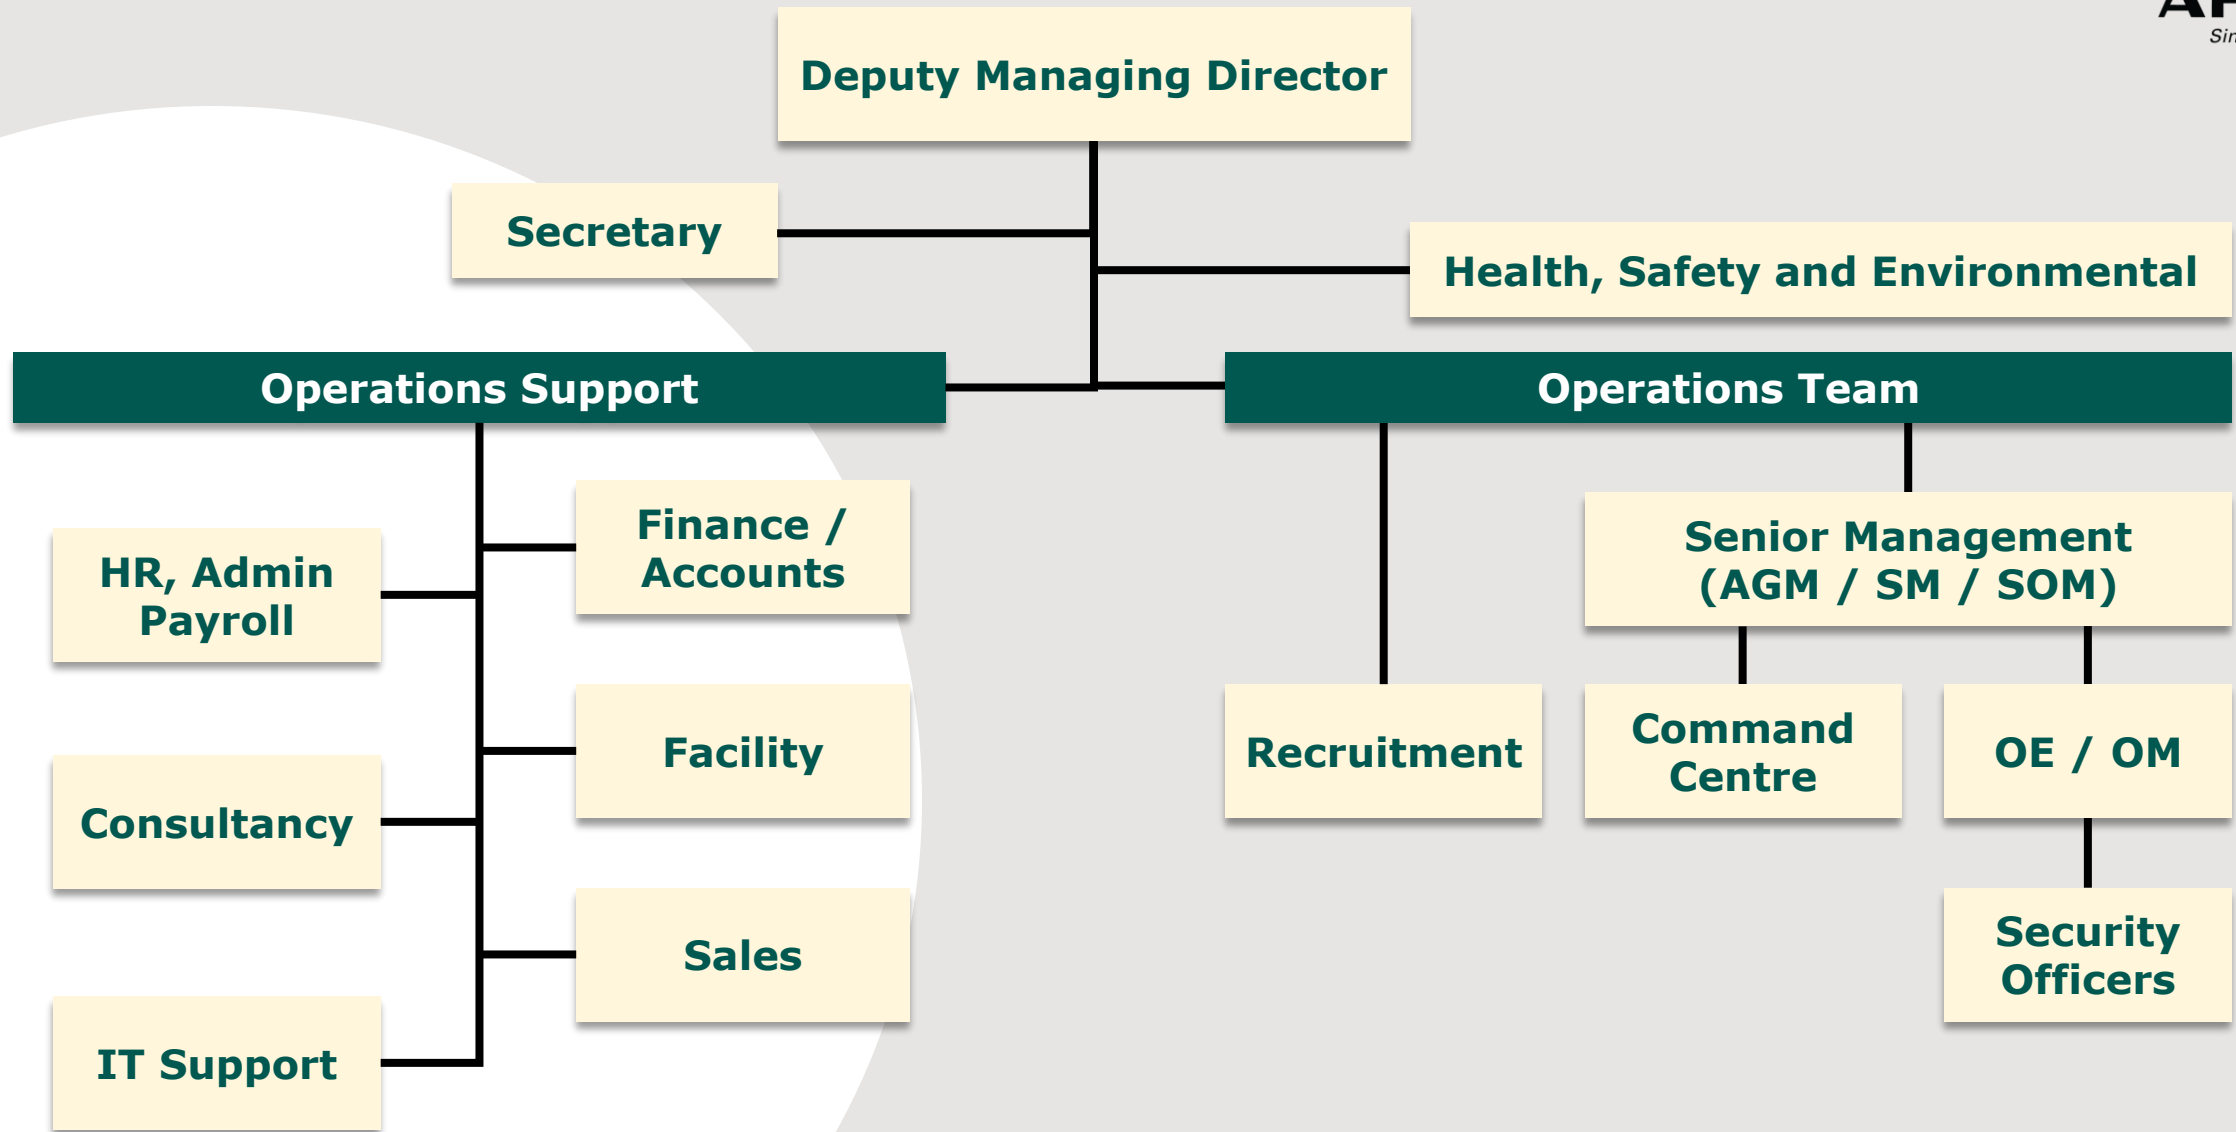 Deputy Managing Director
Secretary
Health, Safety and Environmental
Operations Support
Operations Team
HR, Admin
Payroll
Finance /
Accounts
Consultancy
Facility
IT Support
Sales
Recruitment
Senior Management
(AGM / SM / SOM)
Command
Centre
OE / OM
Security
Officers